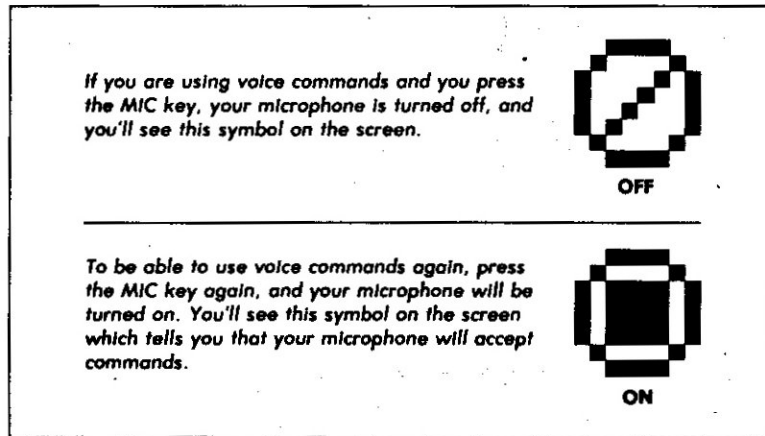 If you are using voice commands and you press
the MIC key, your microphone is turned off, and
you'll see this symbol on the screen.
OFF
To be able to use voice commands again, press
the MIC key again, and your microphone will be
turned on. You'll see this symbol on the screen
which tells you that your microphone will accept
commands.
ON